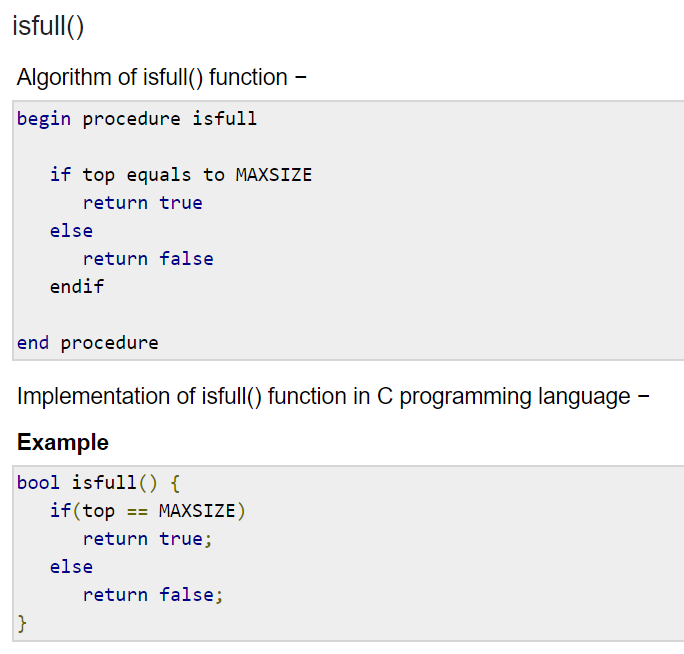 isfull()
Algorithm of isfull() function −
begin procedure isfull
if top equals to MAXSIZE
return true
else
return false
endif
end procedure
Implementation of isfull() function in C programming language −
Example
bool isfull() {
if(top == MAXSIZE)
return true;
else
return false;
}